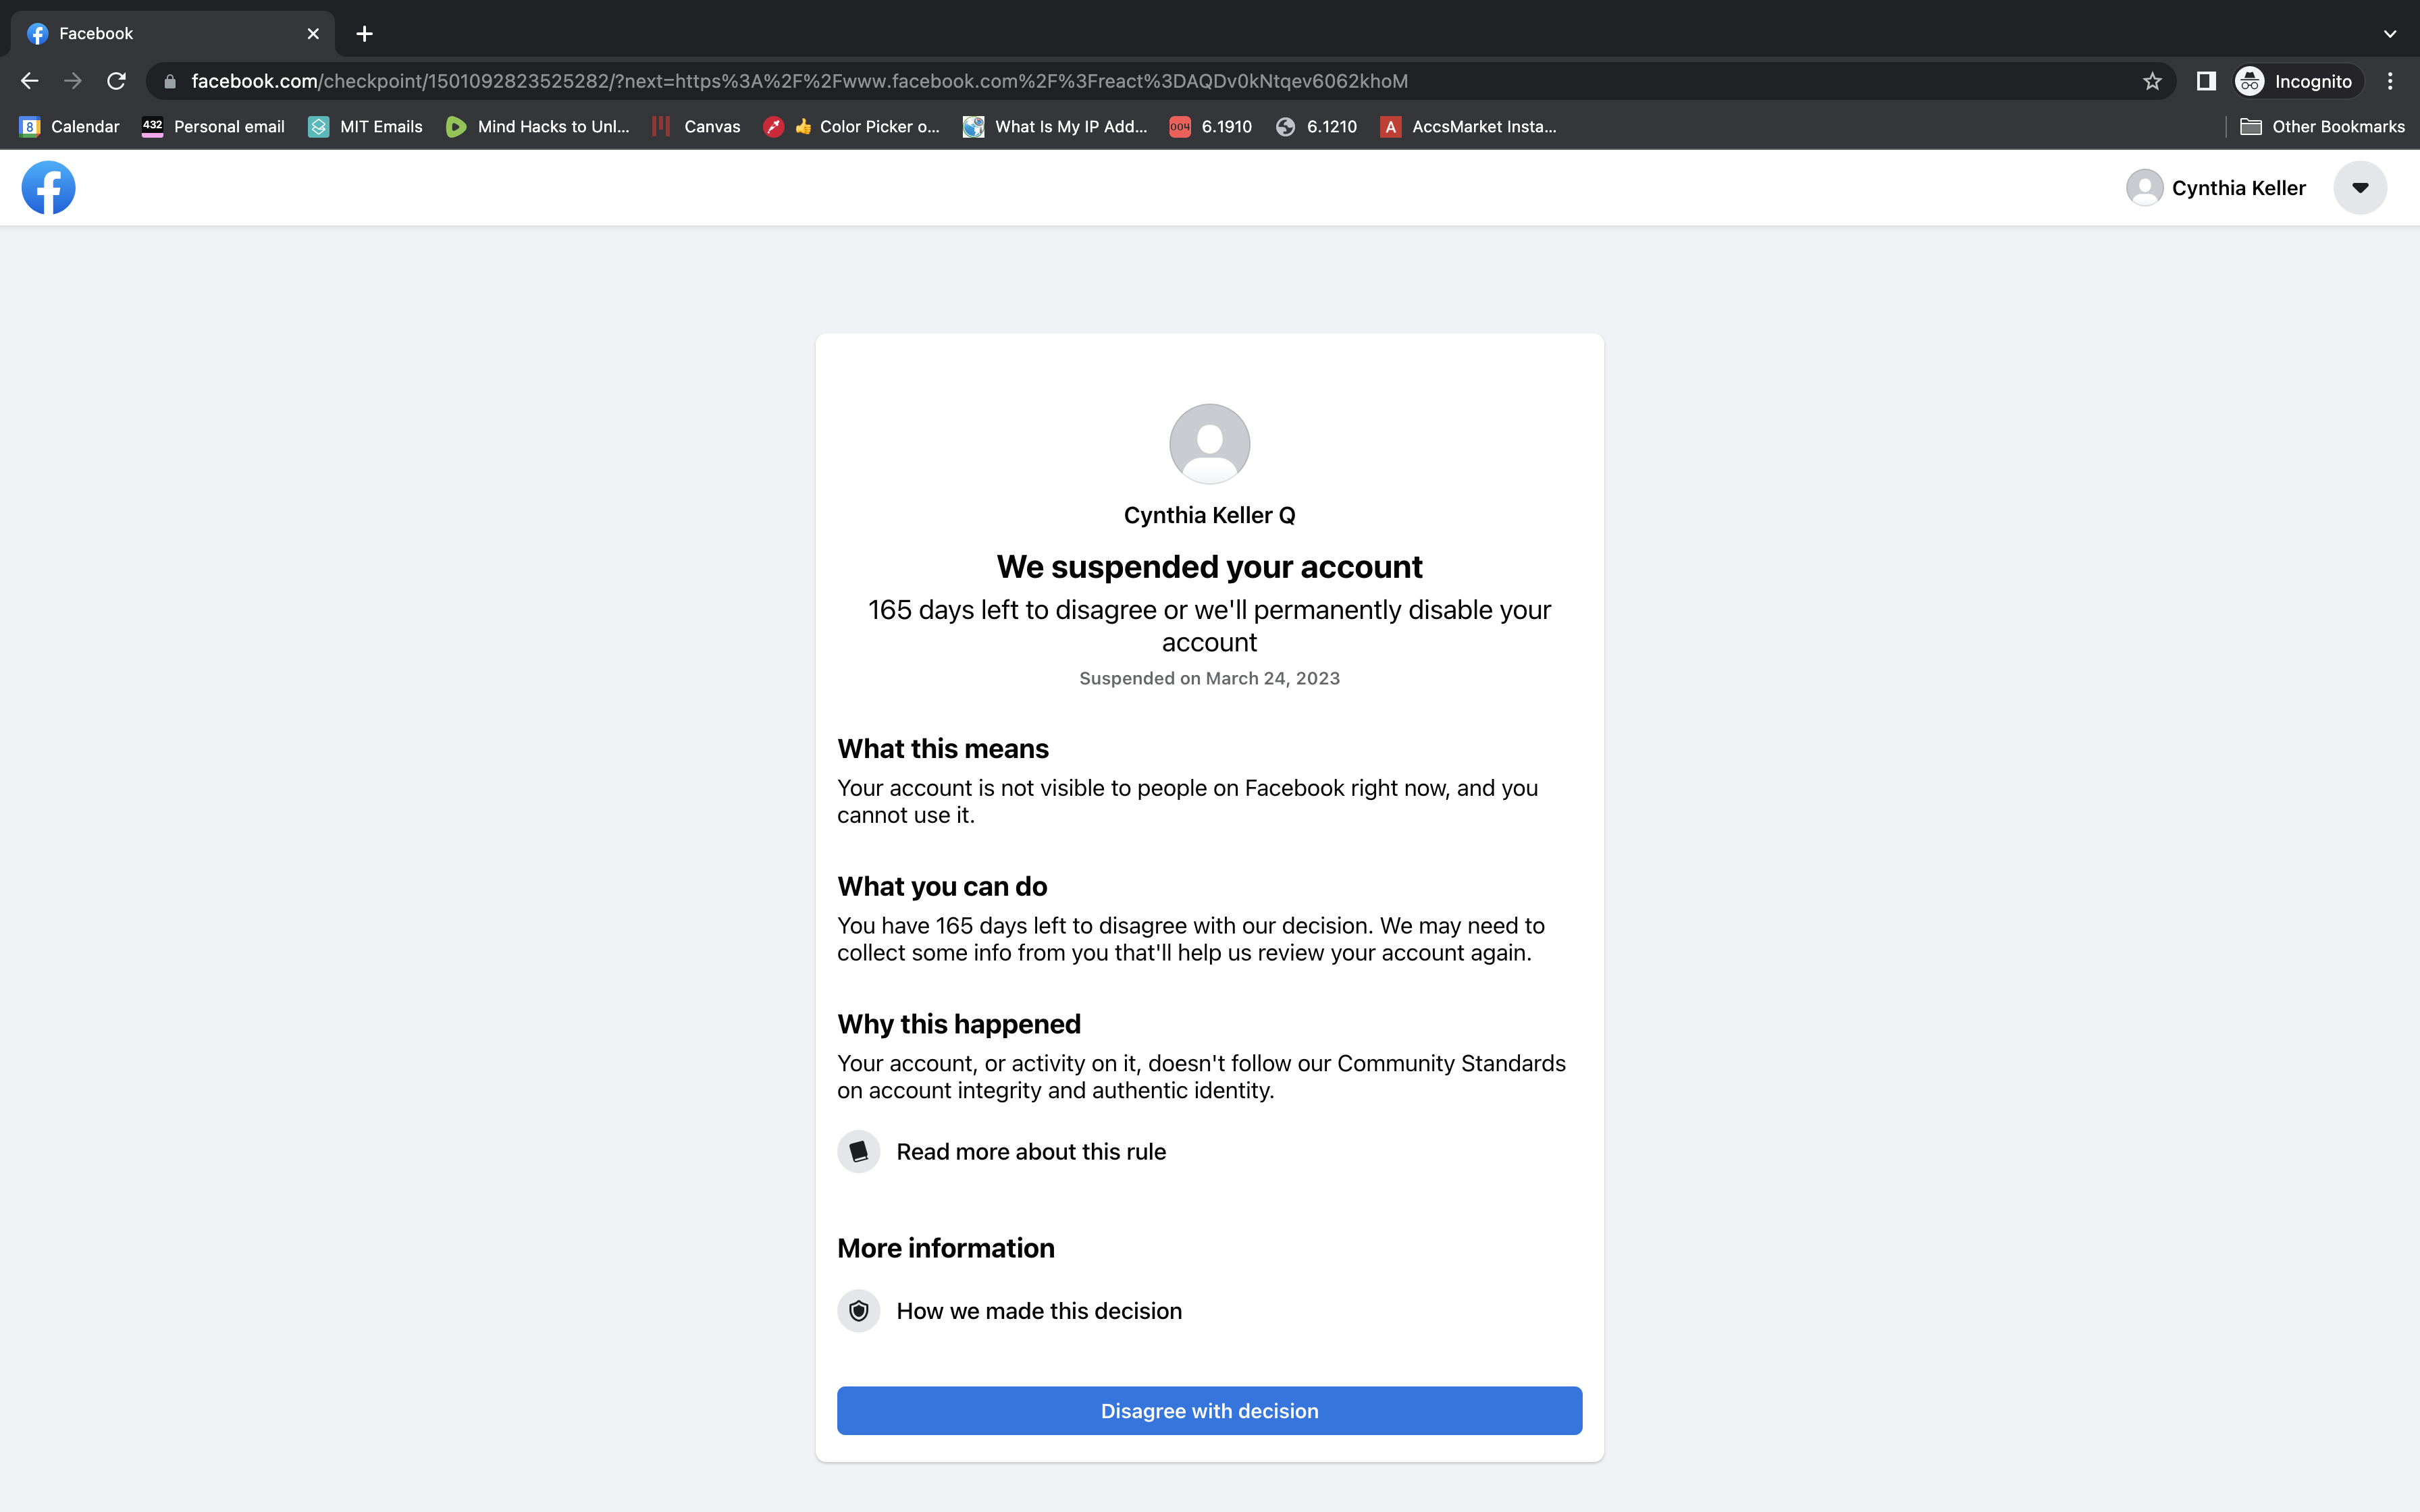 Facebook
facebook.com/checkpoint/1501092823525282/?next=https%3A%2F%2Fwww.facebook.com%2F%3Freact%3DAQDv0kNtqev6062khoM
Incognito
8 Calendar 432 Personal email MIT Emails Mind Hacks to Unl... Canvas 👍 Color Picker o... What Is My IP Add... 004 6.1910 6.1210 A AccsMarket Insta... Other Bookmarks
Cynthia Keller
Cynthia Keller Q
We suspended your account
165 days left to disagree or we'll permanently disable your
account
Suspended on March 24, 2023
What this means
Your account is not visible to people on Facebook right now, and you
cannot use it.
What you can do
You have 165 days left to disagree with our decision. We may need to
collect some info from you that'll help us review your account again.
Why this happened
Your account, or activity on it, doesn't follow our Community Standards
on account integrity and authentic identity.
Read more about this rule
More information
How we made this decision
Disagree with decision